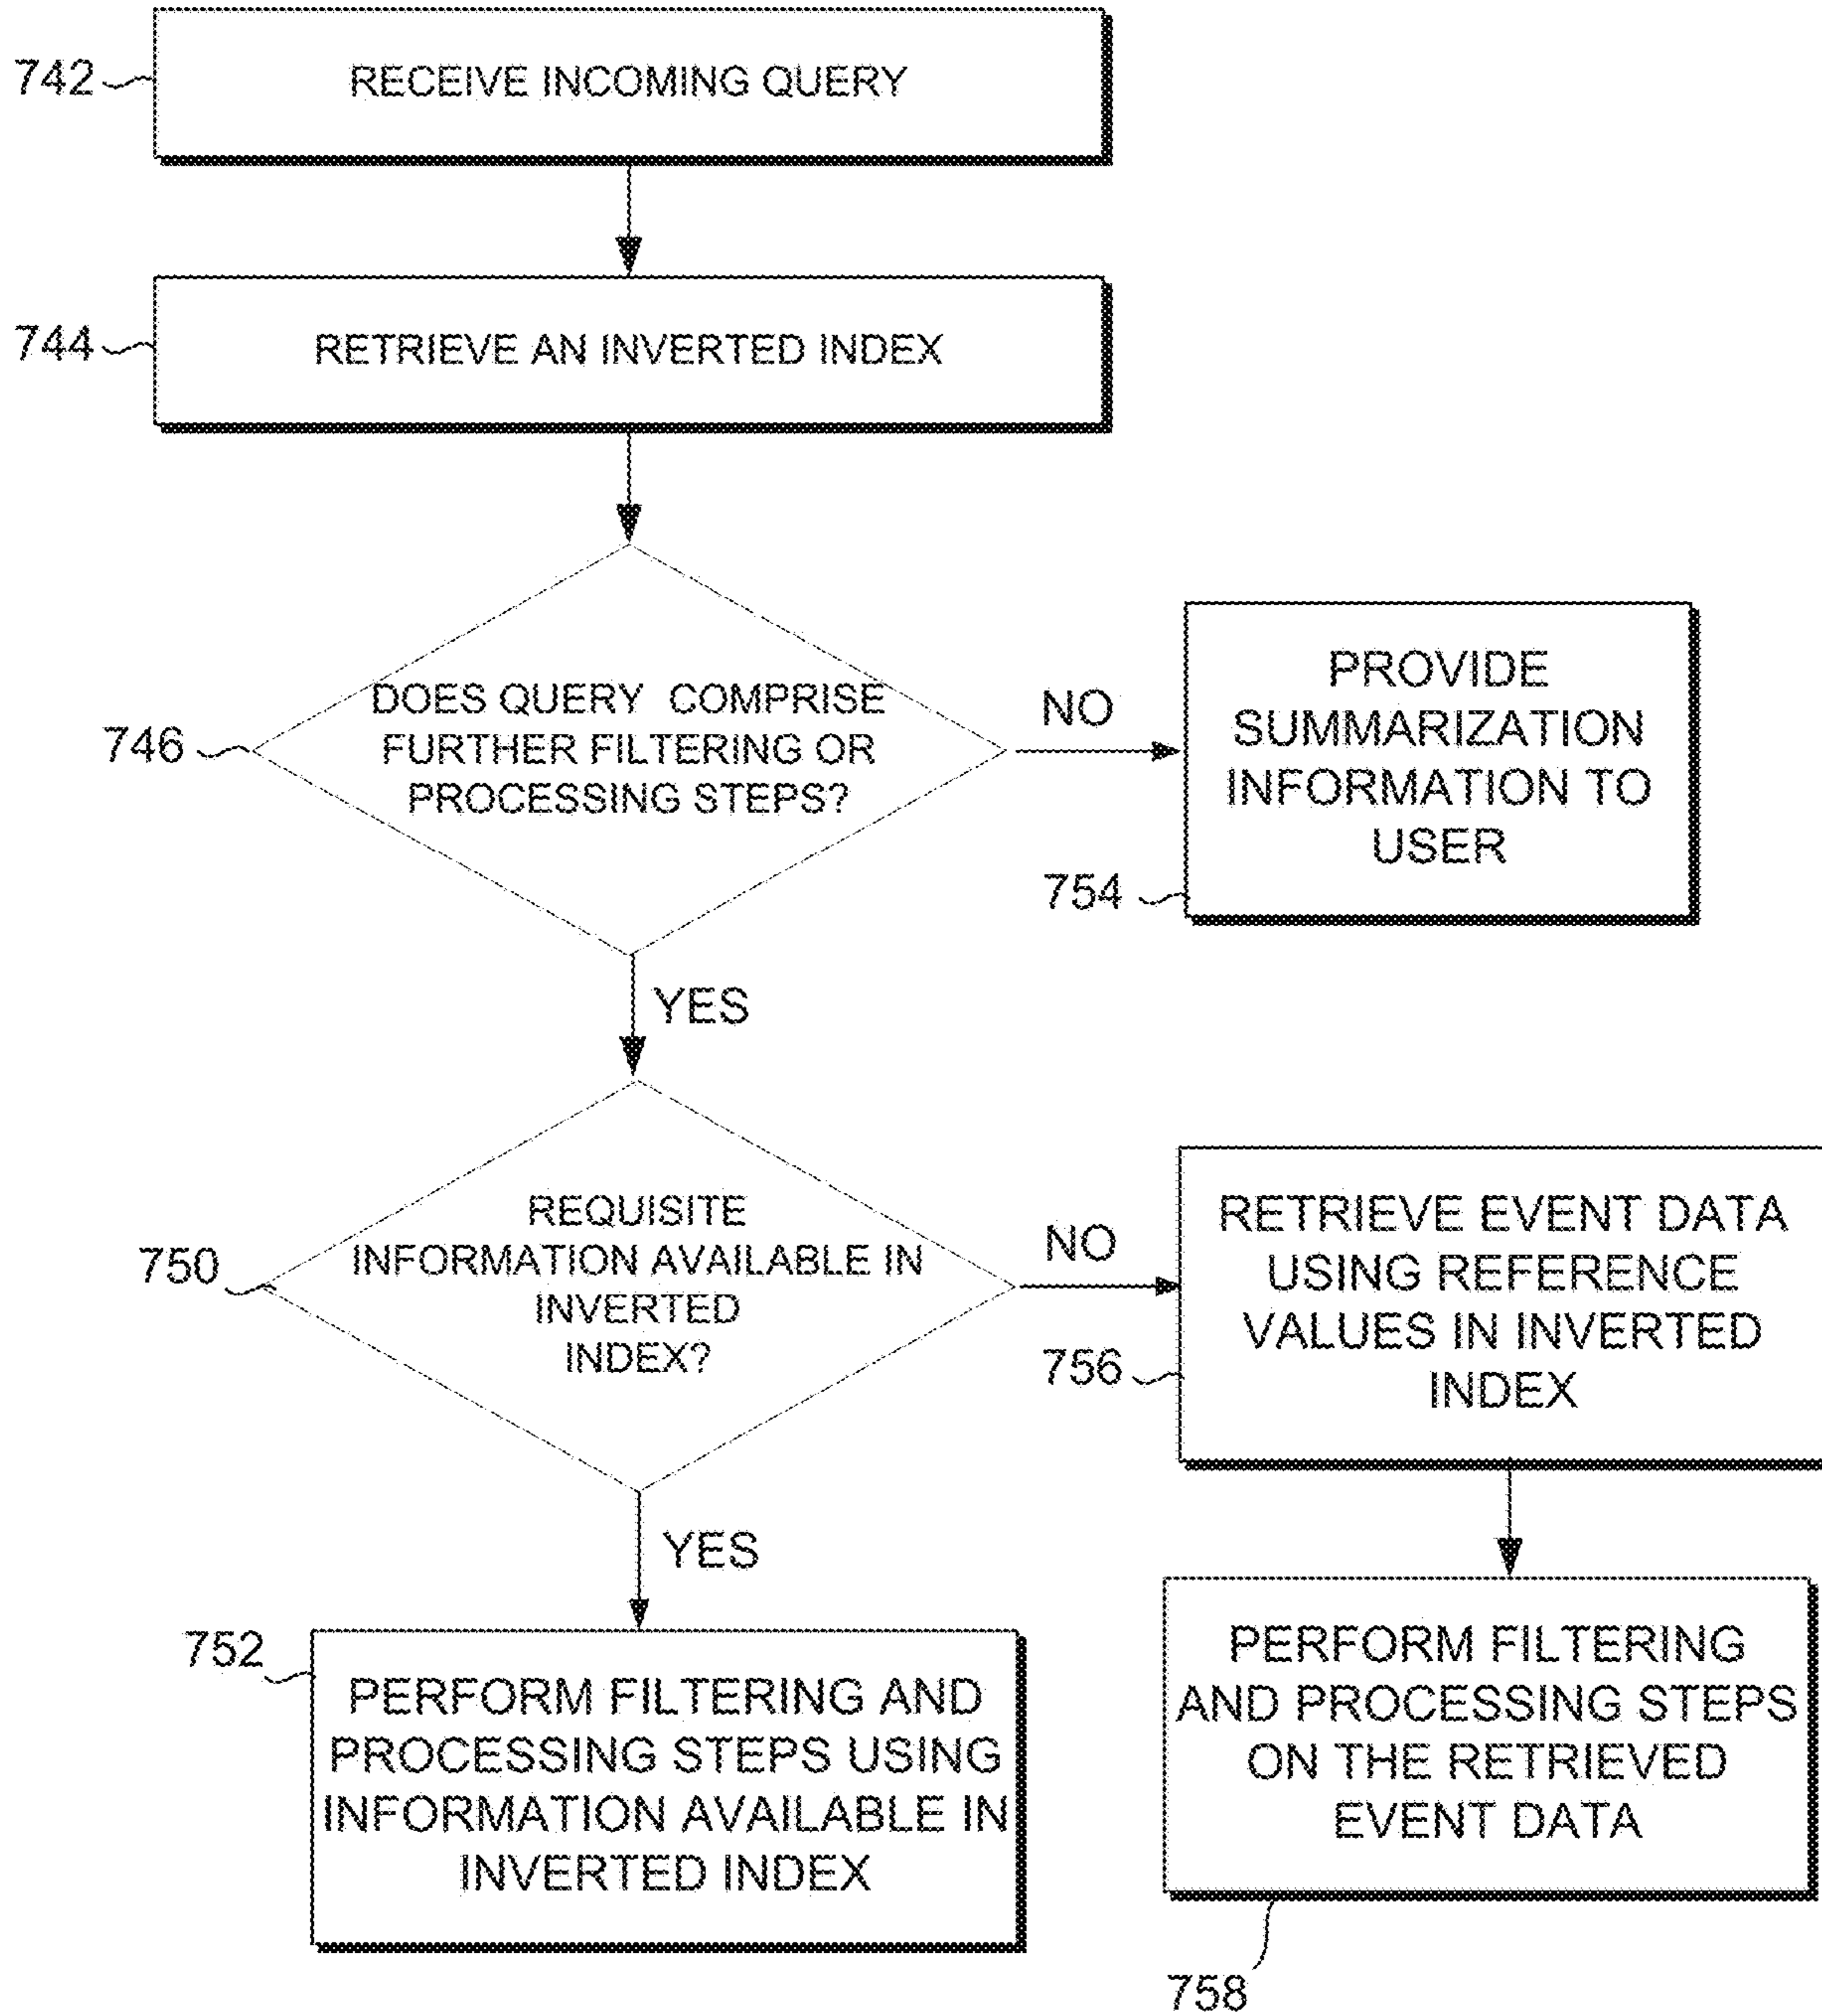 742
RECEIVE INCOMING QUERY
744
RETRIEVE AN INVERTED INDEX
746
DOES QUERY COMPRISE
FURTHER FILTERING OR
PROCESSING STEPS?
NO
PROVIDE
SUMMARIZATION
INFORMATION TO
USER
754
YES
750
REQUISITE
INFORMATION AVAILABLE IN
INVERTED
INDEX?
NO
RETRIEVE EVENT DATA
USING REFERENCE
VALUES IN INVERTED
INDEX
756
YES
752
PERFORM FILTERING AND
PROCESSING STEPS USING
INFORMATION AVAILABLE IN
INVERTED INDEX
PERFORM FILTERING
AND PROCESSING STEPS
ON THE RETRIEVED
EVENT DATA
758